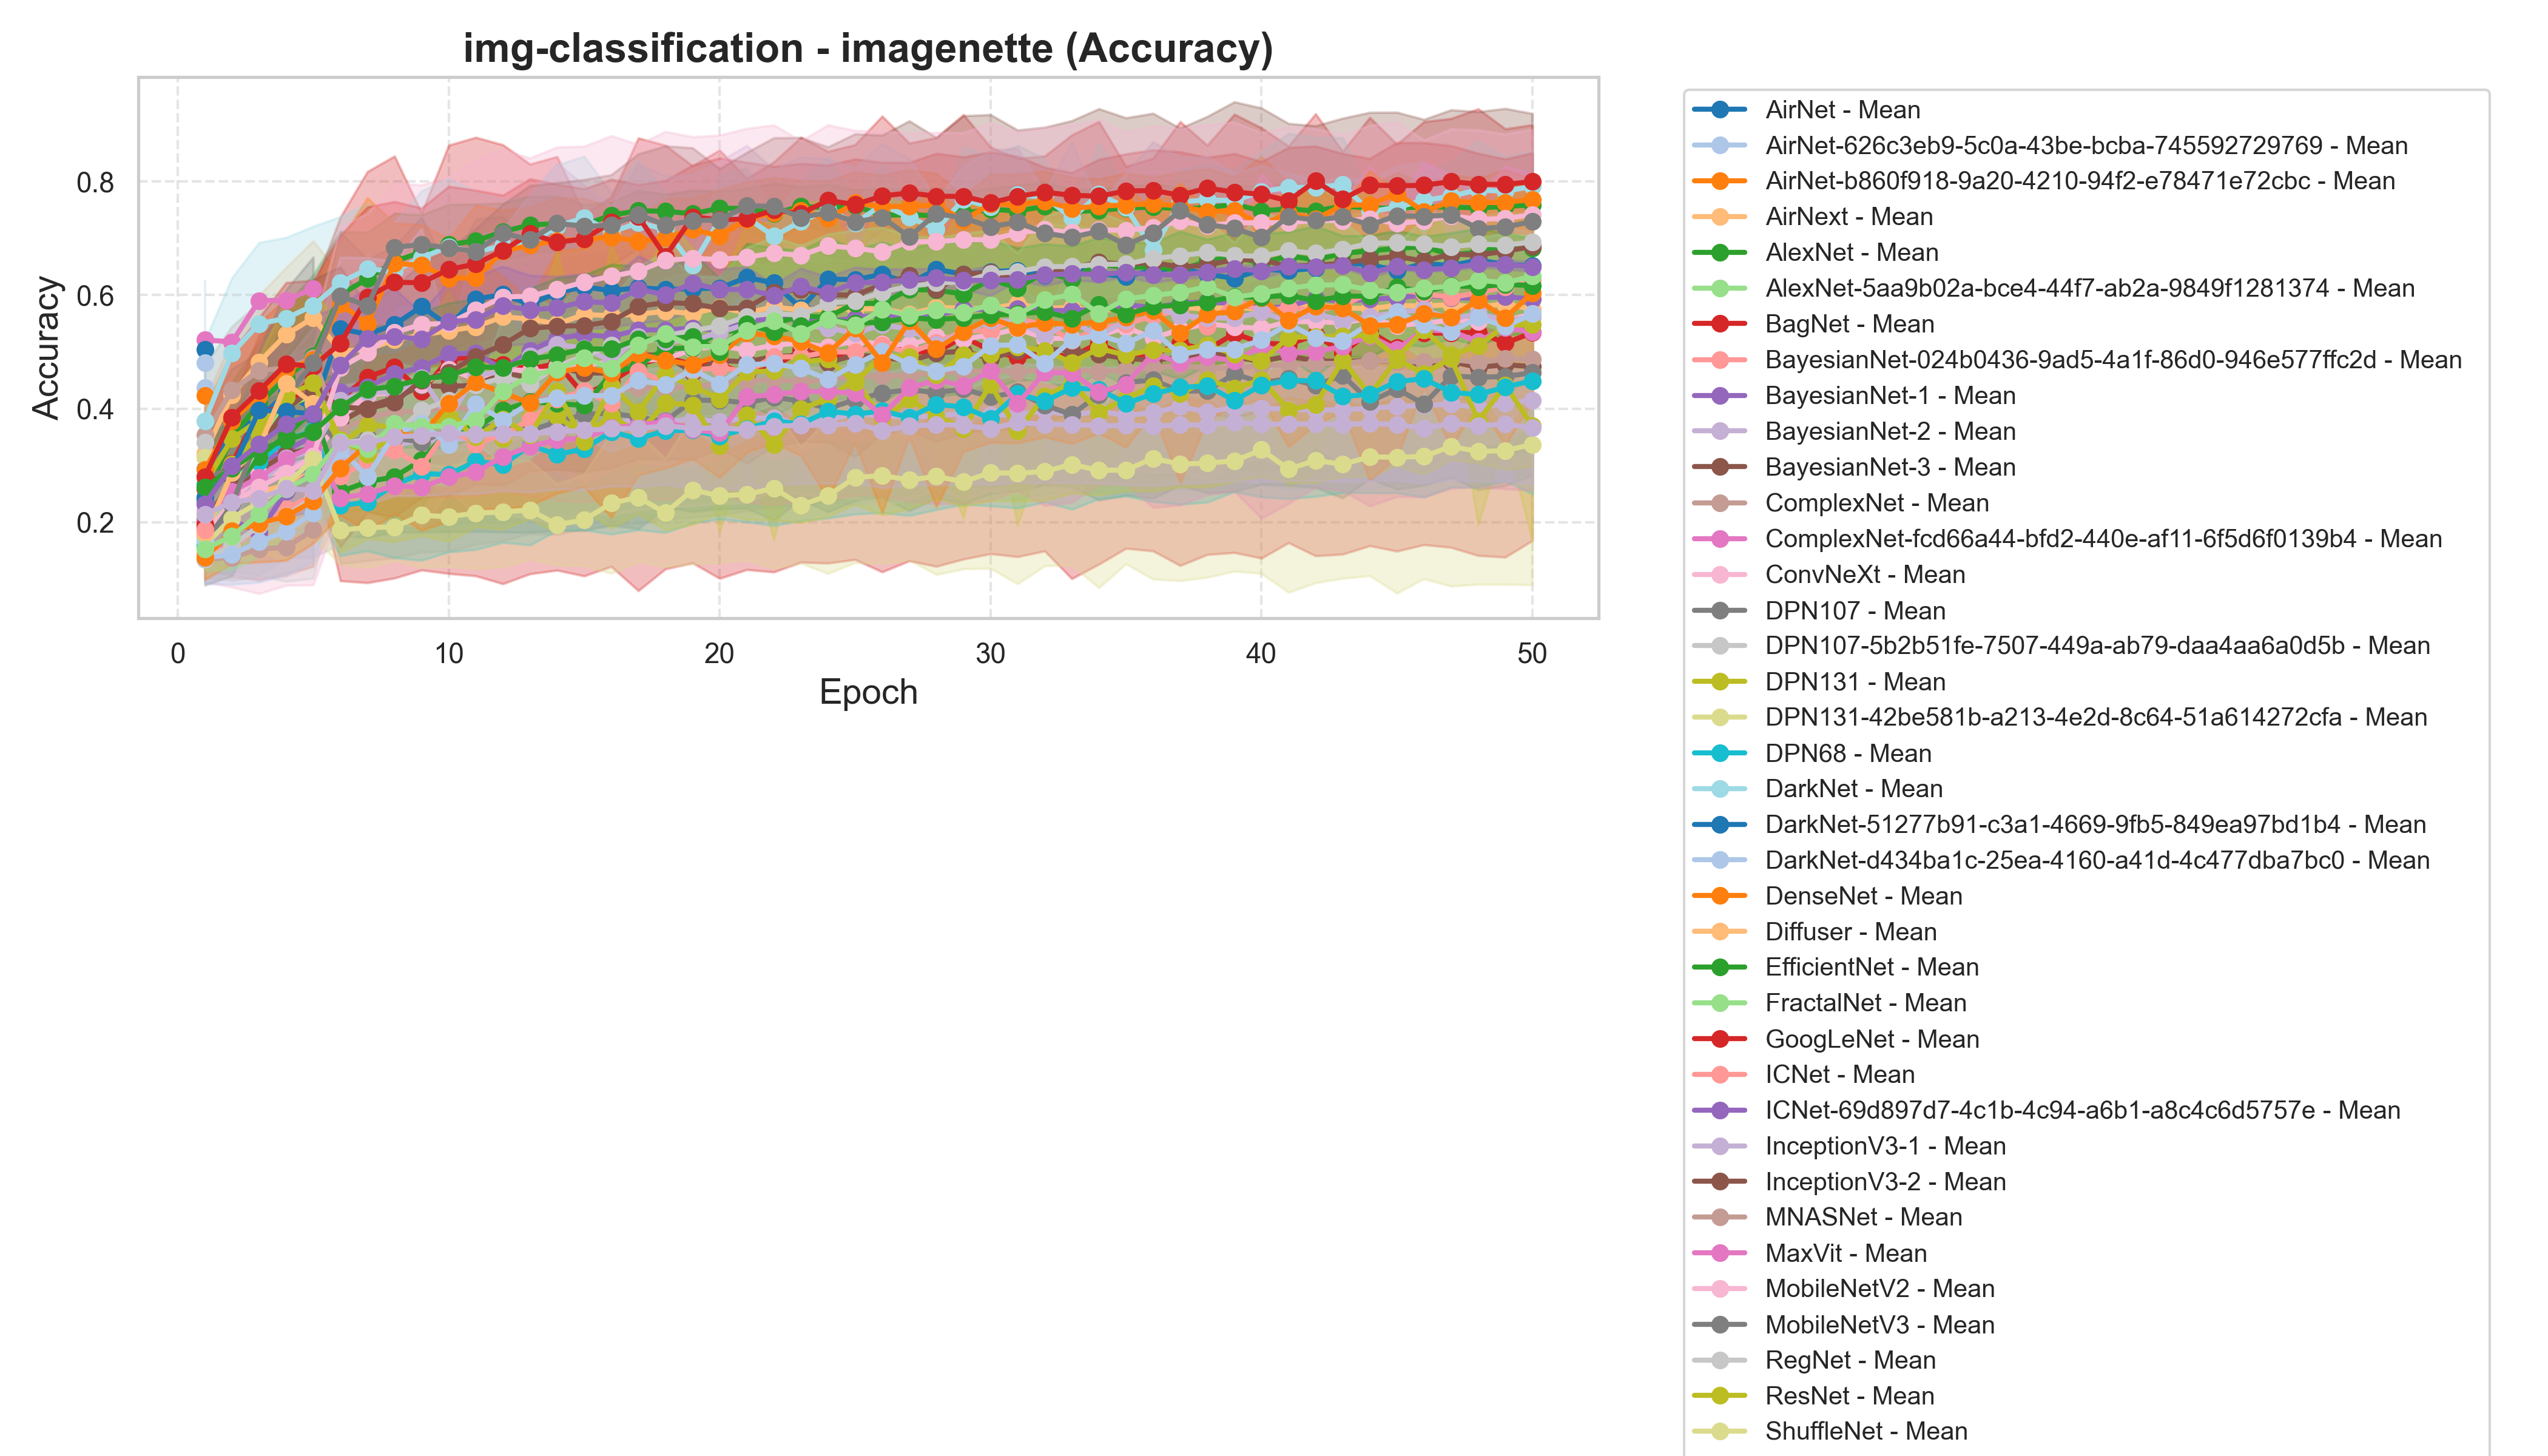 img-classification - imagenette (Accuracy)
Accuracy
0.8
0.6
0.4
0.2
0
10
20
30
40
50
Epoch
AirNet - Mean
AirNet-626c3eb9-5c0a-43be-bcba-745592729769 - Mean
AirNet-b860f918-9a20-4210-94f2-e78471e72cbc - Mean
AirNext - Mean
AlexNet - Mean
AlexNet-5aa9b02a-bce4-44f7-ab2a-9849f1281374 - Mean
BagNet - Mean
BayesianNet-024b0436-9ad5-4a1f-86d0-946e577ffc2d - Mean
BayesianNet-1 - Mean
BayesianNet-2 - Mean
BayesianNet-3 - Mean
ComplexNet - Mean
ComplexNet-fcd66a44-bfd2-440e-af11-6f5d6f0139b4 - Mean
ConvNeXt - Mean
DPN107 - Mean
DPN107-5b2b51fe-7507-449a-ab79-daa4aa6a0d5b - Mean
DPN131 - Mean
DPN131-42be581b-a213-4e2d-8c64-51a614272cfa - Mean
DPN68 - Mean
DarkNet - Mean
DarkNet-51277b91-c3a1-4669-9fb5-849ea97bd1b4 - Mean
DarkNet-d434ba1c-25ea-4160-a41d-4c477dba7bc0 - Mean
DenseNet - Mean
Diffuser - Mean
EfficientNet - Mean
FractalNet - Mean
GoogLeNet - Mean
ICNet - Mean
ICNet-69d897d7-4c1b-4c94-a6b1-a8c4c6d5757e - Mean
InceptionV3-1 - Mean
InceptionV3-2 - Mean
MNASNet - Mean
MaxVit - Mean
MobileNetV2 - Mean
MobileNetV3 - Mean
RegNet - Mean
ResNet - Mean
ShuffleNet - Mean